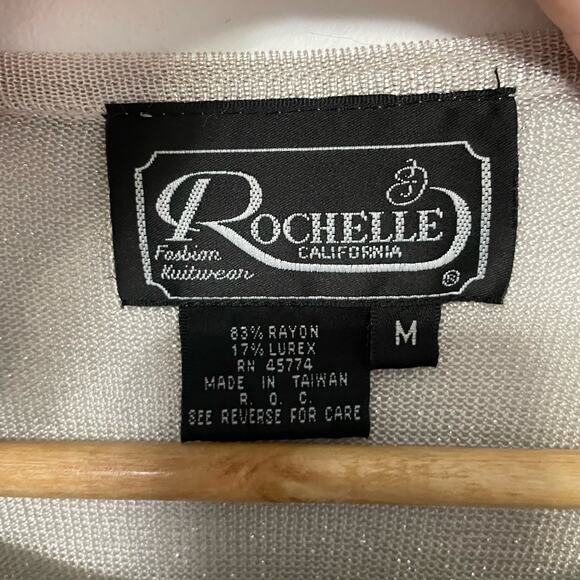 ROCHELLE
CALIFORNIA
Fashion
Knitwear
®
M
83% RAYON
17% LUREX
RN 45774
MADE IN TAIWAN
R. O. C.
SEE REVERSE FOR CARE